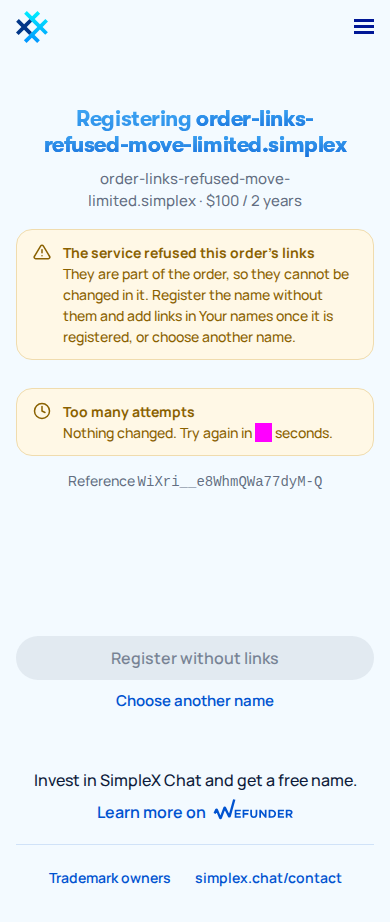 Registering order-links-
refused-move-limited.simplex
order-links-refused-move-
limited.simplex · $100 / 2 years
The service refused this order's links
They are part of the order, so they cannot be
changed in it. Register the name without
them and add links in Your names once it is
registered, or choose another name.
Too many attempts
Nothing changed. Try again in seconds.
Reference WiXri__e8WhmQWa77dyM-Q
Register without links
Choose another name
Invest in SimpleX Chat and get a free name.
Learn more on WEFUNDER
Trademark owners simplex.chat/contact